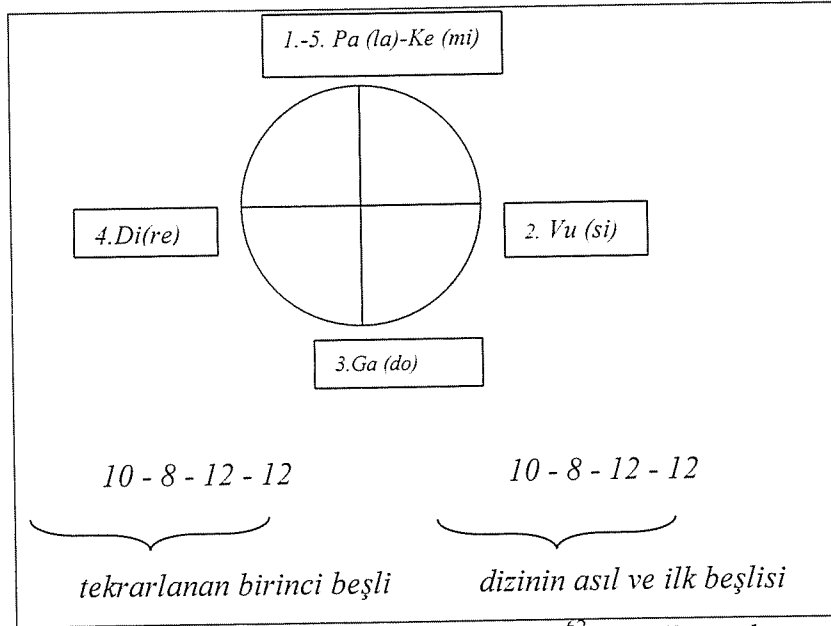 1.-5. Pa (la)-Ke (mi)
4.Di(re)
2. Vu (si)
3.Ga (do)
10 - 8 - 12 - 12 10 - 8 - 12 - 12
tekrarlanan birinci beşli dizinin asıl ve ilk beşlisi